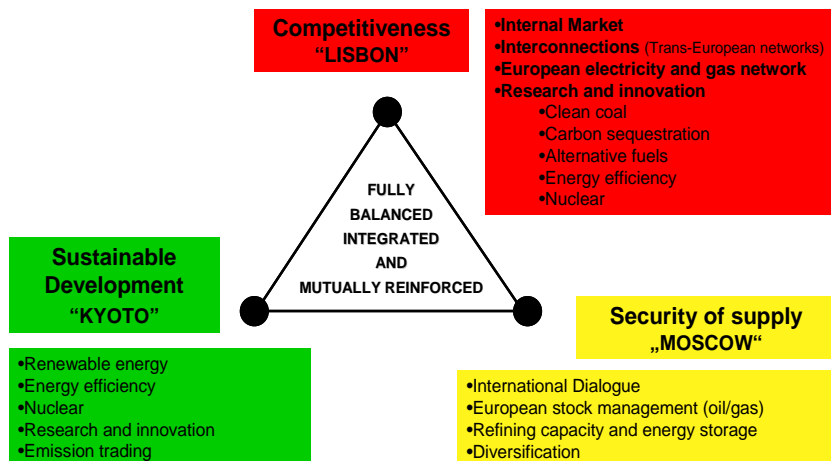 Competitiveness
“LISBON”
•Internal Market
•Interconnections (Trans-European networks)
•European electricity and gas network
•Research and innovation
•Clean coal
•Carbon sequestration
•Alternative fuels
•Energy efficiency
•Nuclear
FULLY
BALANCED
INTEGRATED
AND
MUTUALLY REINFORCED
Sustainable
Development
“KYOTO”
•Renewable energy
•Energy efficiency
•Nuclear
•Research and innovation
•Emission trading
Security of supply
„MOSCOW“
•International Dialogue
•European stock management (oil/gas)
•Refining capacity and energy storage
•Diversification